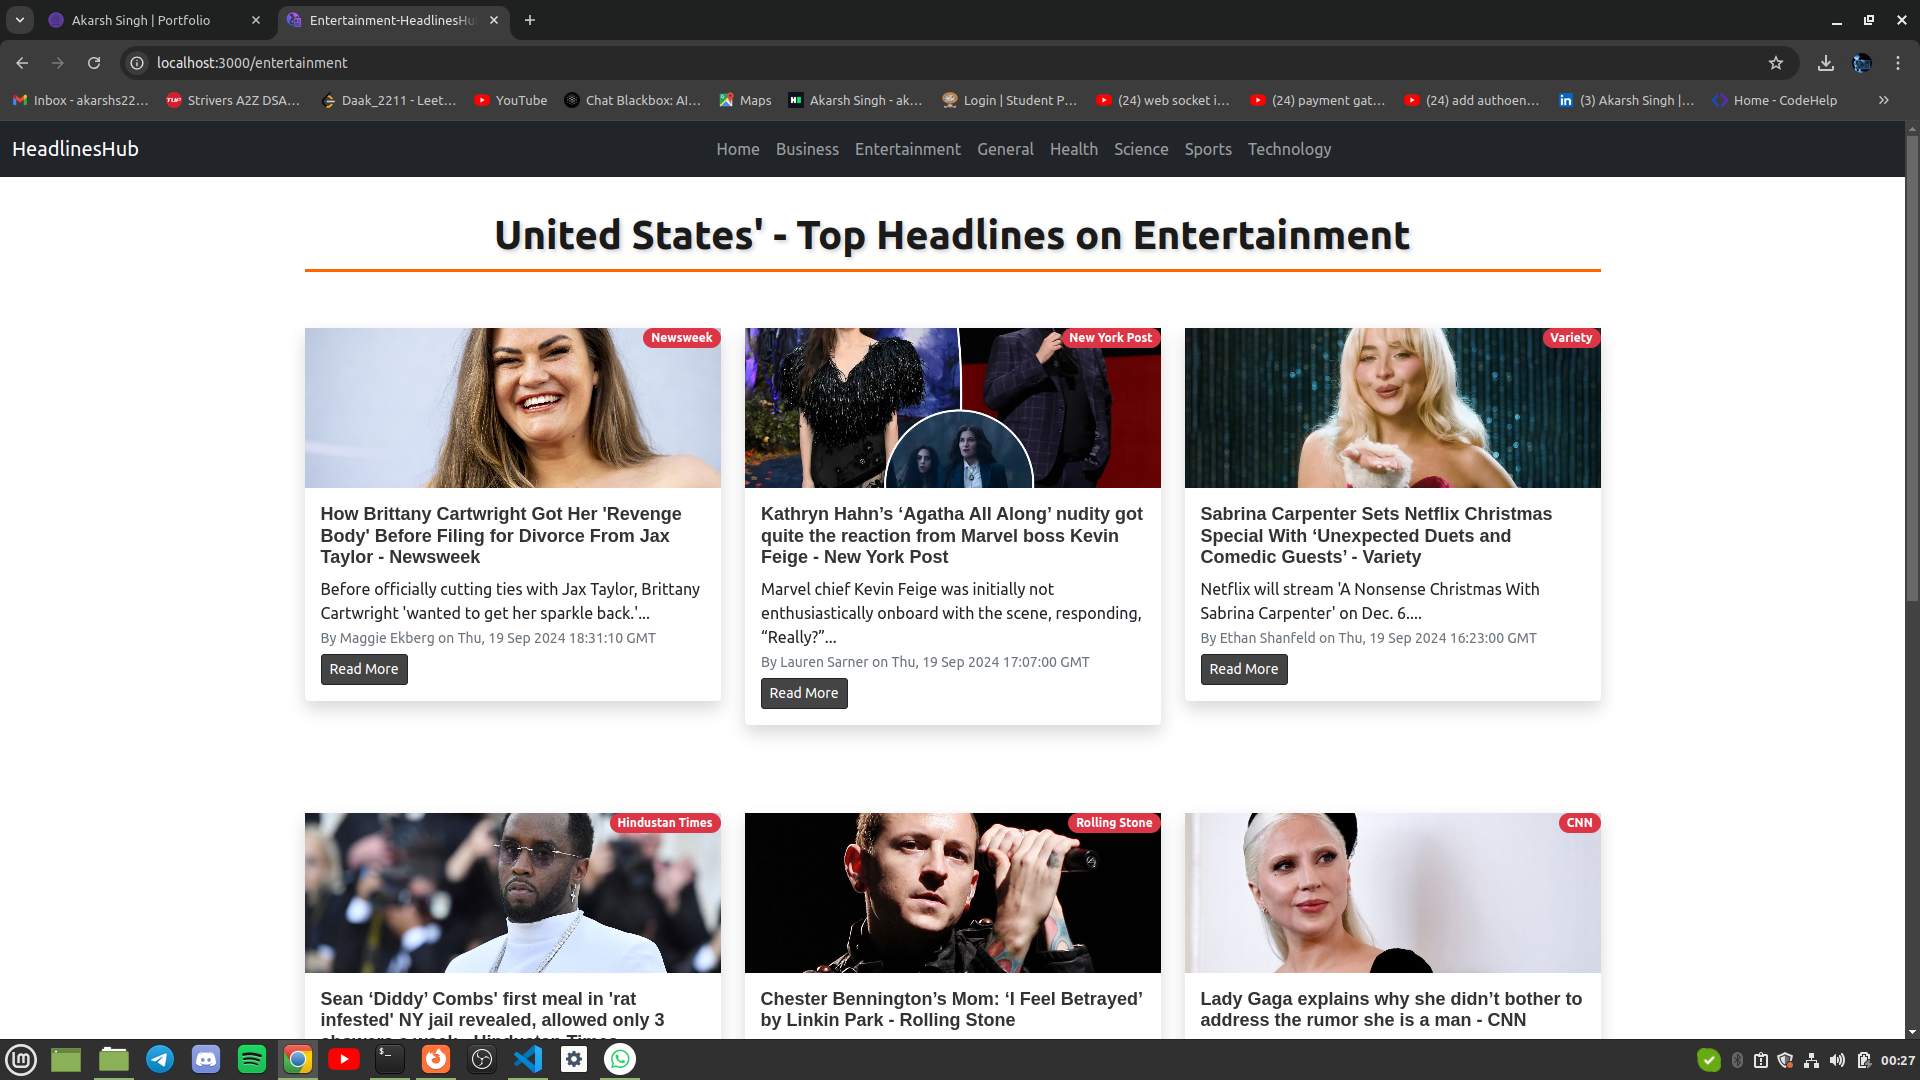 Akarsh Singh | Portfolio
Entertainment-HeadlinesHu
localhost:3000/entertainment
Inbox - akarshs22...
Strivers A2Z DSA...
Daak_2211 - Leet...
YouTube
Chat Blackbox: AI...
Maps
Akarsh Singh - ak...
Login | Student P...
(24) web socket i...
(24) payment gat...
(24) add authoen...
(3) Akarsh Singh |...
Home - CodeHelp
HeadlinesHub
Home Business Entertainment General Health Science Sports Technology
United States' - Top Headlines on Entertainment
Newsweek
How Brittany Cartwright Got Her 'Revenge
Body' Before Filing for Divorce From Jax
Taylor - Newsweek
Before officially cutting ties with Jax Taylor, Brittany
Cartwright 'wanted to get her sparkle back.'...
By Maggie Ekberg on Thu, 19 Sep 2024 18:31:10 GMT
Read More
New York Post
Kathryn Hahn’s ‘Agatha All Along’ nudity got
quite the reaction from Marvel boss Kevin
Feige - New York Post
Marvel chief Kevin Feige was initially not
enthusiastically onboard with the scene, responding,
“Really?”...
By Lauren Sarner on Thu, 19 Sep 2024 17:07:00 GMT
Read More
Variety
Sabrina Carpenter Sets Netflix Christmas
Special With ‘Unexpected Duets and
Comedic Guests’ - Variety
Netflix will stream 'A Nonsense Christmas With
Sabrina Carpenter' on Dec. 6....
By Ethan Shanfeld on Thu, 19 Sep 2024 16:23:00 GMT
Read More
Hindustan Times
Sean ‘Diddy’ Combs' first meal in 'rat
infested' NY jail revealed, allowed only 3
showers a week - Hindustan Times
Rolling Stone
Chester Bennington’s Mom: ‘I Feel Betrayed’
by Linkin Park - Rolling Stone
CNN
Lady Gaga explains why she didn’t bother to
address the rumor she is a man - CNN
00:27